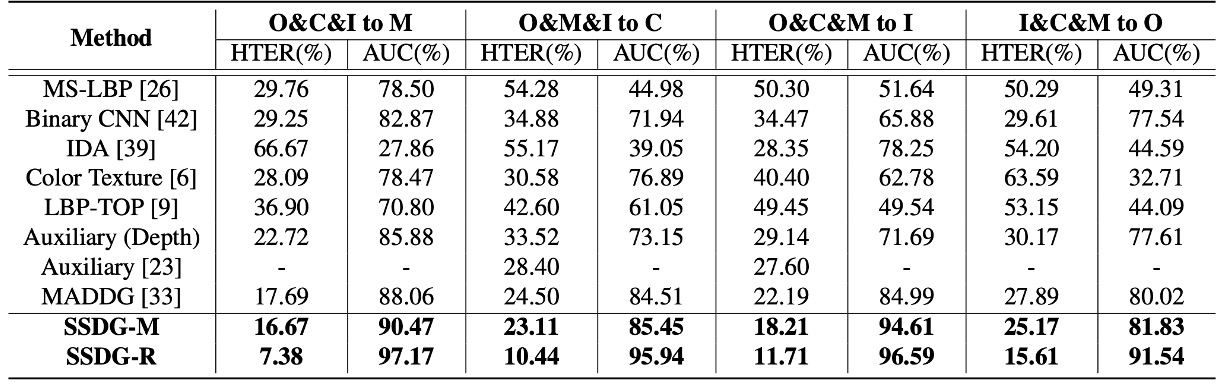 Method O&C&I to M O&M&I to C O&C&M to I I&C&M to O
HTER(%) AUC(%) HTER(%) AUC(%) HTER(%) AUC(%) HTER(%) AUC(%)
MS-LBP [26] 29.76 78.50 54.28 44.98 50.30 51.64 50.29 49.31
Binary CNN [42] 29.25 82.87 34.88 71.94 34.47 65.88 29.61 77.54
IDA [39] 66.67 27.86 55.17 39.05 28.35 78.25 54.20 44.59
Color Texture [6] 28.09 78.47 30.58 76.89 40.40 62.78 63.59 32.71
LBP-TOP [9] 36.90 70.80 42.60 61.05 49.45 49.54 53.15 44.09
Auxiliary (Depth) 22.72 85.88 33.52 73.15 29.14 71.69 30.17 77.61
Auxiliary [23] - - 28.40 - 27.60 - - -
MADDG [33] 17.69 88.06 24.50 84.51 22.19 84.99 27.89 80.02
SSDG-M 16.67 90.47 23.11 85.45 18.21 94.61 25.17 81.83
SSDG-R 7.38 97.17 10.44 95.94 11.71 96.59 15.61 91.54